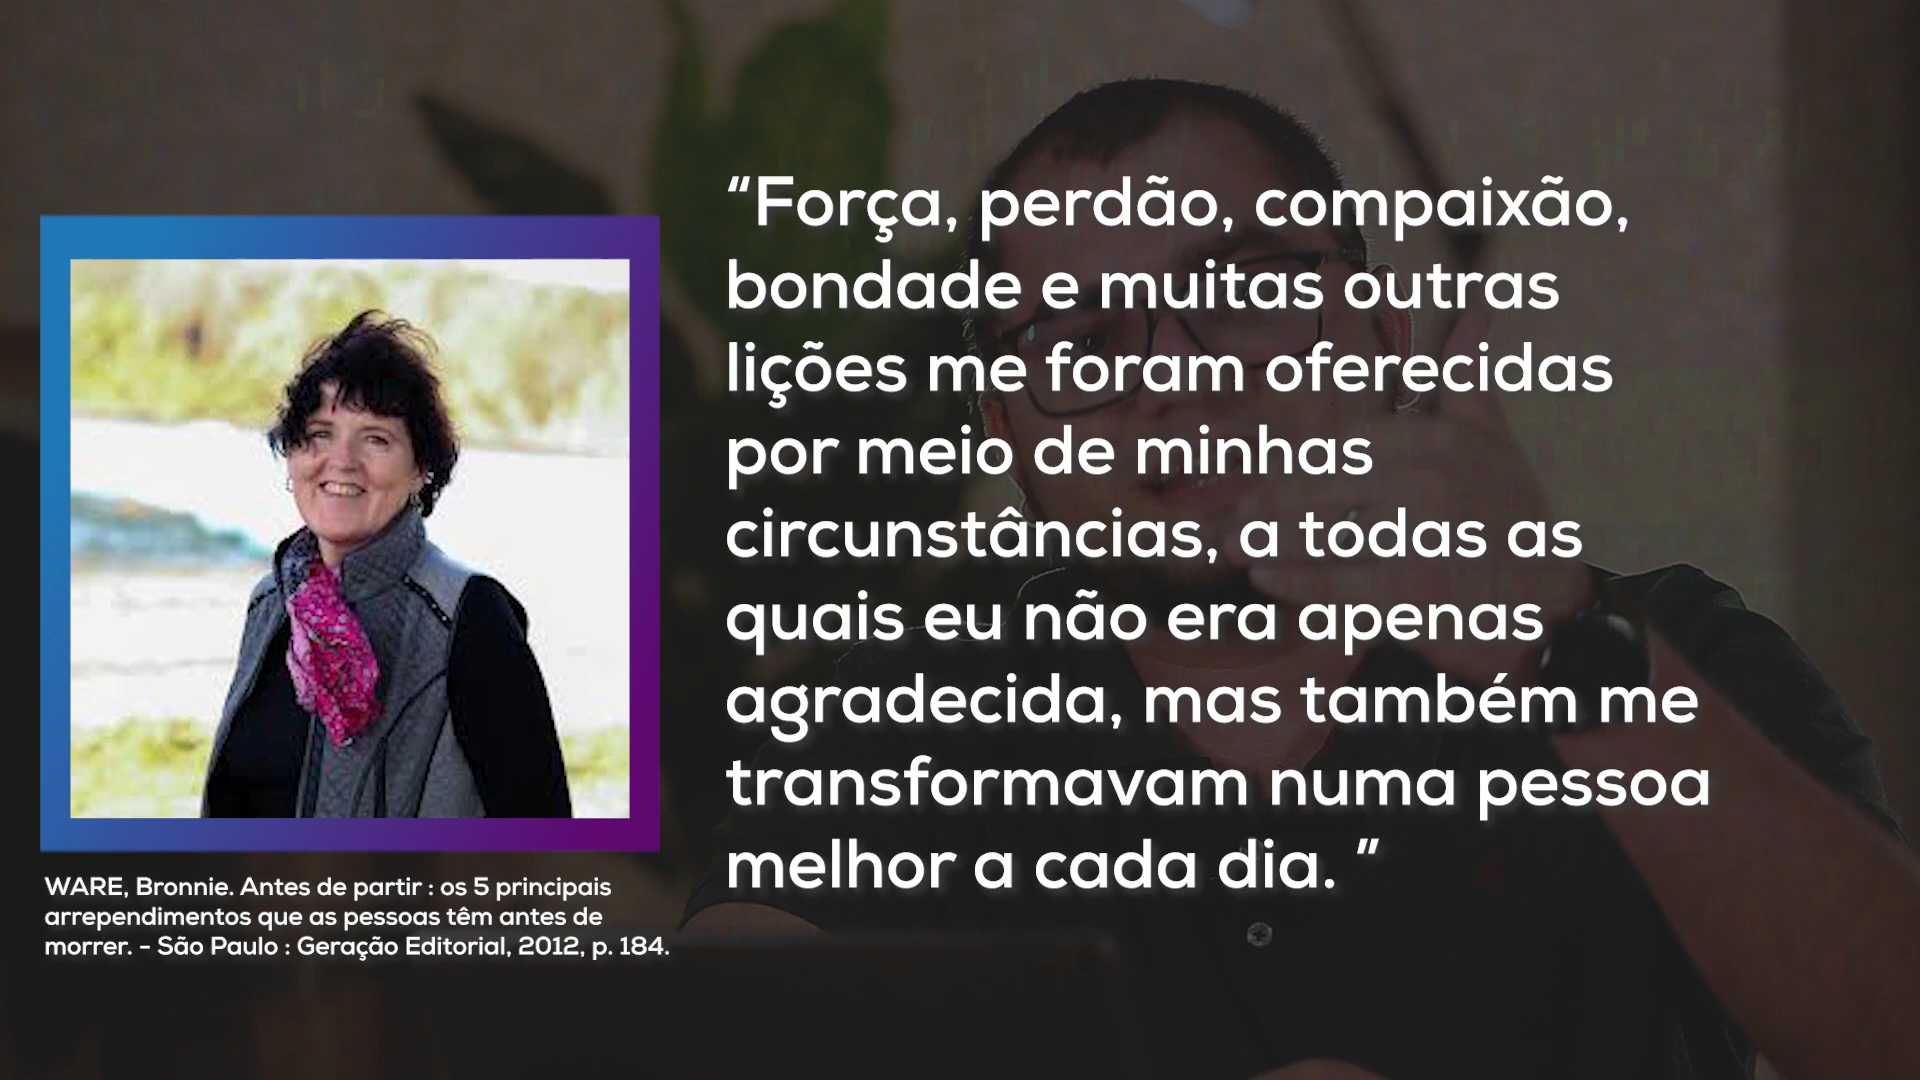 “Força, perdão, compaixão,
bondade e muitas outras
lições me foram oferecidas
por meio de minhas
circunstâncias, a todas as
quais eu não era apenas
agradecida, mas também me
transformavam numa pessoa
melhor a cada dia. ”
WARE, Bronnie. Antes de partir : os 5 principais
arrependimentos que as pessoas têm antes de
morrer. - São Paulo : Geração Editorial, 2012, p. 184.